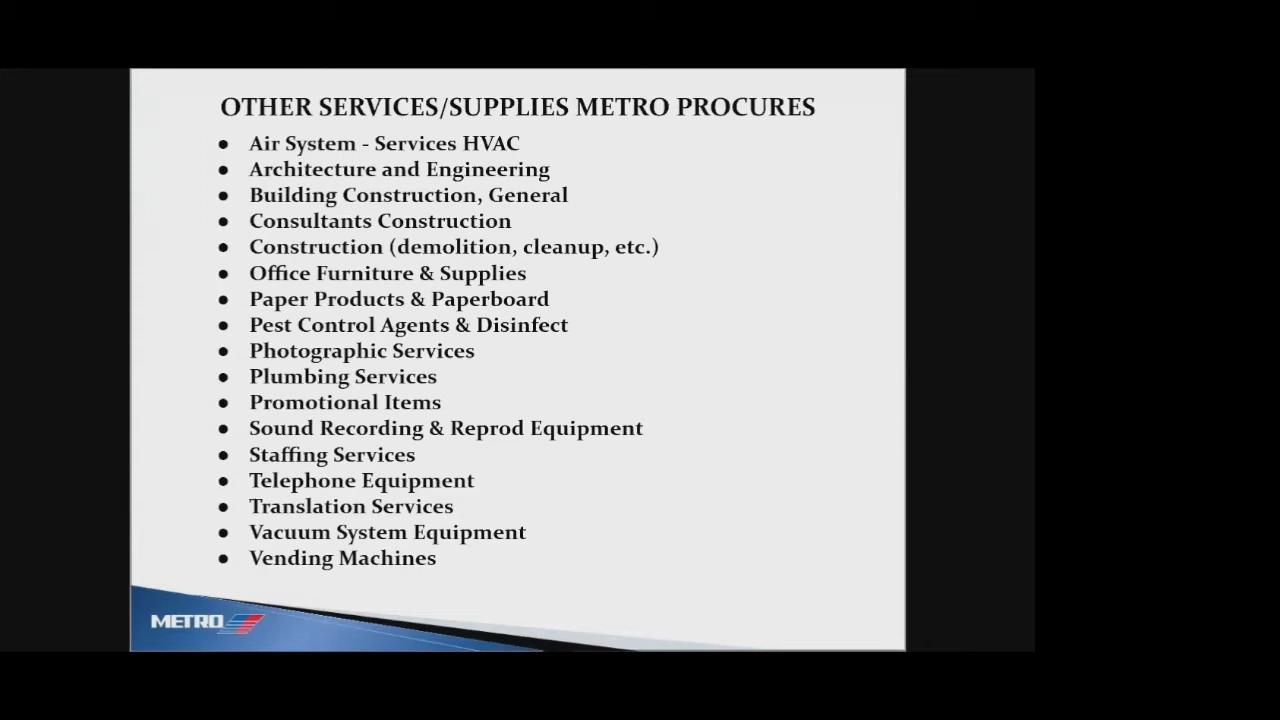 OTHER SERVICES/SUPPLIES METRO PROCURES
● Air System - Services HVAC
● Architecture and Engineering
● Building Construction, General
● Consultants Construction
● Construction (demolition, cleanup, etc.)
● Office Furniture & Supplies
● Paper Products & Paperboard
● Pest Control Agents & Disinfect
● Photographic Services
● Plumbing Services
● Promotional Items
● Sound Recording & Reprod Equipment
● Staffing Services
● Telephone Equipment
● Translation Services
● Vacuum System Equipment
● Vending Machines
METRO